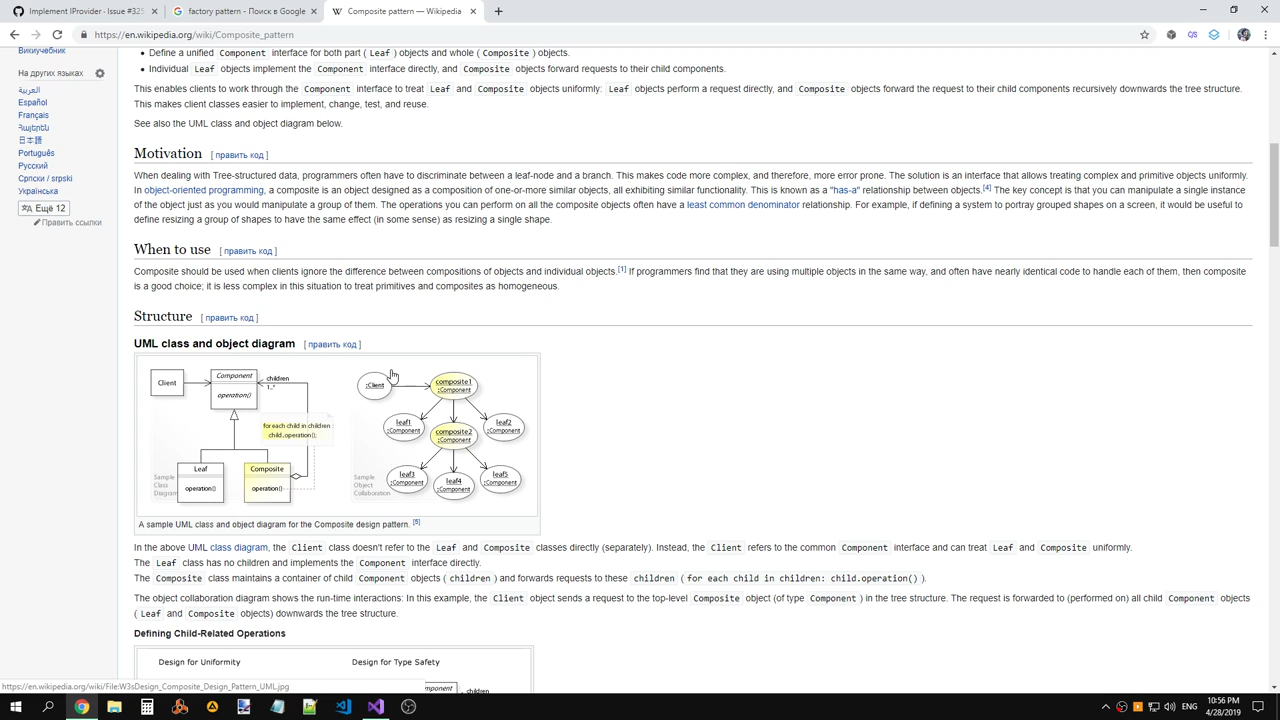 Implement IProvider · Issue #325
factory pattern - Поиск в Google
Composite pattern — Wikipedia
https://en.wikipedia.org/wiki/Composite_pattern
Викиучебник
На других языках
العربية
Español
Français
Հայերեն
日本語
Português
Русский
Српски / srpski
Українська
Ещё 12
Править ссылки
• Define a unified Component interface for both part ( Leaf ) objects and whole ( Composite ) objects.
• Individual Leaf objects implement the Component interface directly, and Composite objects forward requests to their child components.
This enables clients to work through the Component interface to treat Leaf and Composite objects uniformly: Leaf objects perform a request directly, and Composite objects forward the request to their child components recursively downwards the tree structure.
This makes client classes easier to implement, change, test, and reuse.
See also the UML class and object diagram below.
Motivation [ править код ]
When dealing with Tree-structured data, programmers often have to discriminate between a leaf-node and a branch. This makes code more complex, and therefore, more error prone. The solution is an interface that allows treating complex and primitive objects uniformly.
In object-oriented programming, a composite is an object designed as a composition of one-or-more similar objects, all exhibiting similar functionality. This is known as a "has-a" relationship between objects.[4] The key concept is that you can manipulate a single instance
of the object just as you would manipulate a group of them. The operations you can perform on all the composite objects often have a least common denominator relationship. For example, if defining a system to portray grouped shapes on a screen, it would be useful to
define resizing a group of shapes to have the same effect (in some sense) as resizing a single shape.
When to use [ править код ]
Composite should be used when clients ignore the difference between compositions of objects and individual objects.[1] If programmers find that they are using multiple objects in the same way, and often have nearly identical code to handle each of them, then composite
is a good choice; it is less complex in this situation to treat primitives and composites as homogeneous.
Structure [ править код ]
UML class and object diagram [ править код ]
Client
Component
operation()
children
1..*
for each child in children :
child.operation();
Leaf
operation()
Composite
operation()
Sample
Class
Diagram
:Client
composite1
:Component
leaf1
:Component
composite2
:Component
leaf2
:Component
leaf3
:Component
leaf4
:Component
leaf5
:Component
Sample
Object
Collaboration
A sample UML class and object diagram for the Composite design pattern. [5]
In the above UML class diagram, the Client class doesn't refer to the Leaf and Composite classes directly (separately). Instead, the Client refers to the common Component interface and can treat Leaf and Composite uniformly.
The Leaf class has no children and implements the Component interface directly.
The Composite class maintains a container of child Component objects ( children ) and forwards requests to these children ( for each child in children: child.operation() ).
The object collaboration diagram shows the run-time interactions: In this example, the Client object sends a request to the top-level Composite object (of type Component ) in the tree structure. The request is forwarded to (performed on) all child Component objects
( Leaf and Composite objects) downwards the tree structure.
Defining Child-Related Operations
Design for Uniformity
Design for Type Safety
children
https://en.wikipedia.org/wiki/File:W3sDesign_Composite_Design_Pattern_UML.jpg
ENG
10:56 PM
4/28/2019